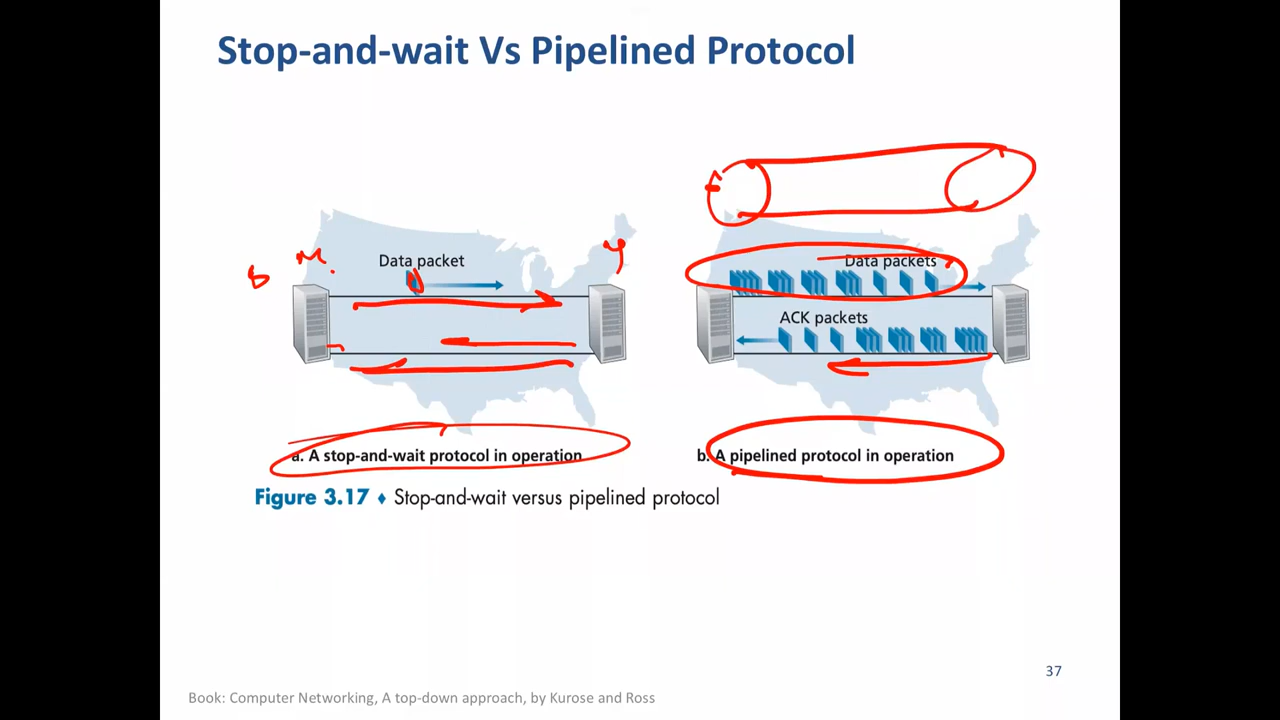 Stop-and-wait Vs Pipelined Protocol
Data packet
a. A stop-and-wait protocol in operation
Data packets
ACK packets
b. A pipelined protocol in operation
Figure 3.17 ♦ Stop-and-wait versus pipelined protocol
37
Book: Computer Networking, A top-down approach, by Kurose and Ross